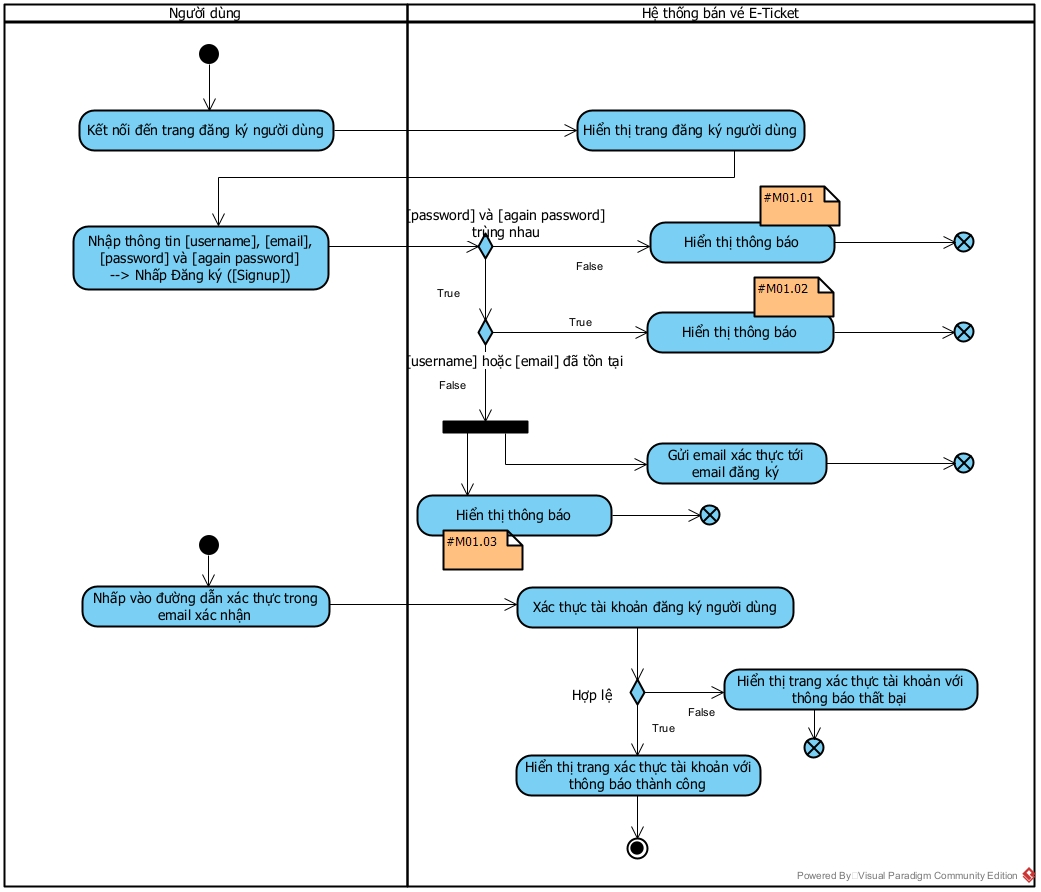 Người dùng
Hệ thống bán vé E-Ticket
Kết nối đến trang đăng ký người dùng
Hiển thị trang đăng ký người dùng
#M01.01
[password] và [again password]
trùng nhau
Nhập thông tin [username], [email],
[password] và [again password]
--> Nhấp Đăng ký ([Signup])
Hiển thị thông báo
False
True
#M01.02
True
Hiển thị thông báo
[username] hoặc [email] đã tồn tại
False
Gửi email xác thực tới
email đăng ký
Hiển thị thông báo
#M01.03
Nhấp vào đường dẫn xác thực trong
email xác nhận
Xác thực tài khoản đăng ký người dùng
Hợp lệ
Hiển thị trang xác thực tài khoản với
thông báo thất bại
False
True
Hiển thị trang xác thực tài khoản với
thông báo thành công
Powered By Visual Paradigm Community Edition